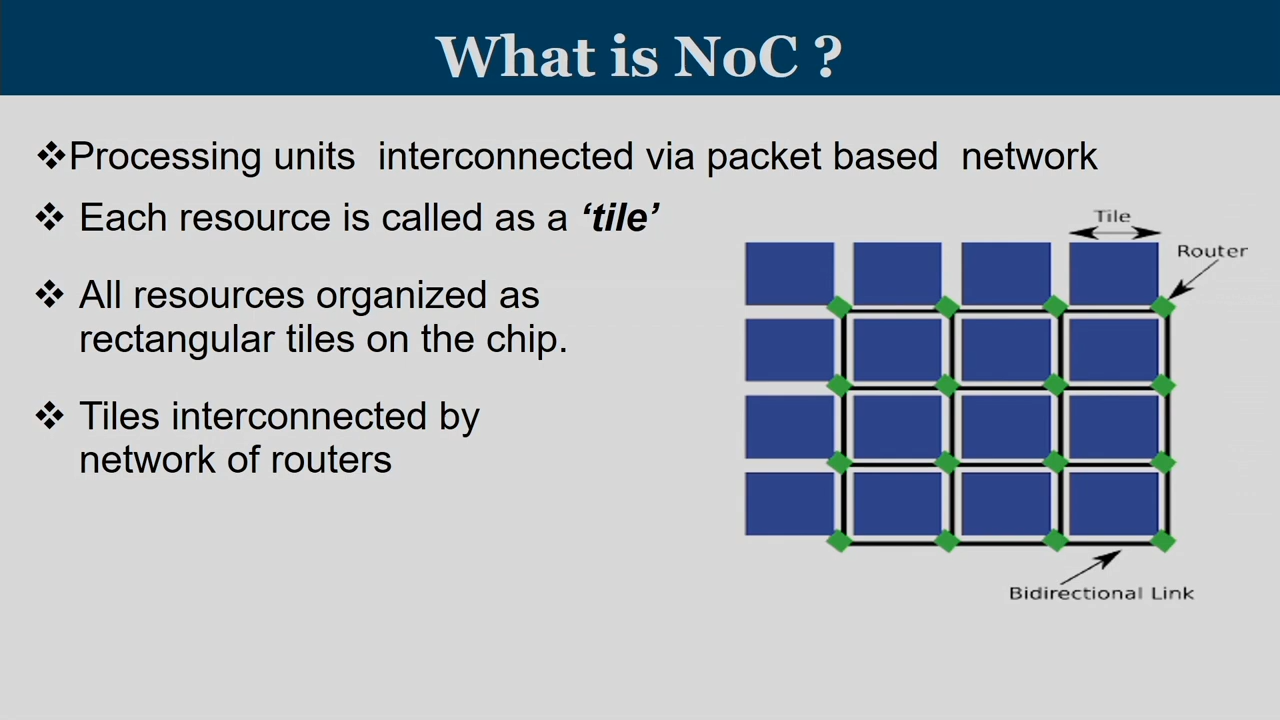 What is NoC ?
❖Processing units interconnected via packet based network
❖ Each resource is called as a ‘tile’
❖ All resources organized as
rectangular tiles on the chip.
❖ Tiles interconnected by
network of routers
Tile
Router
Bidirectional Link